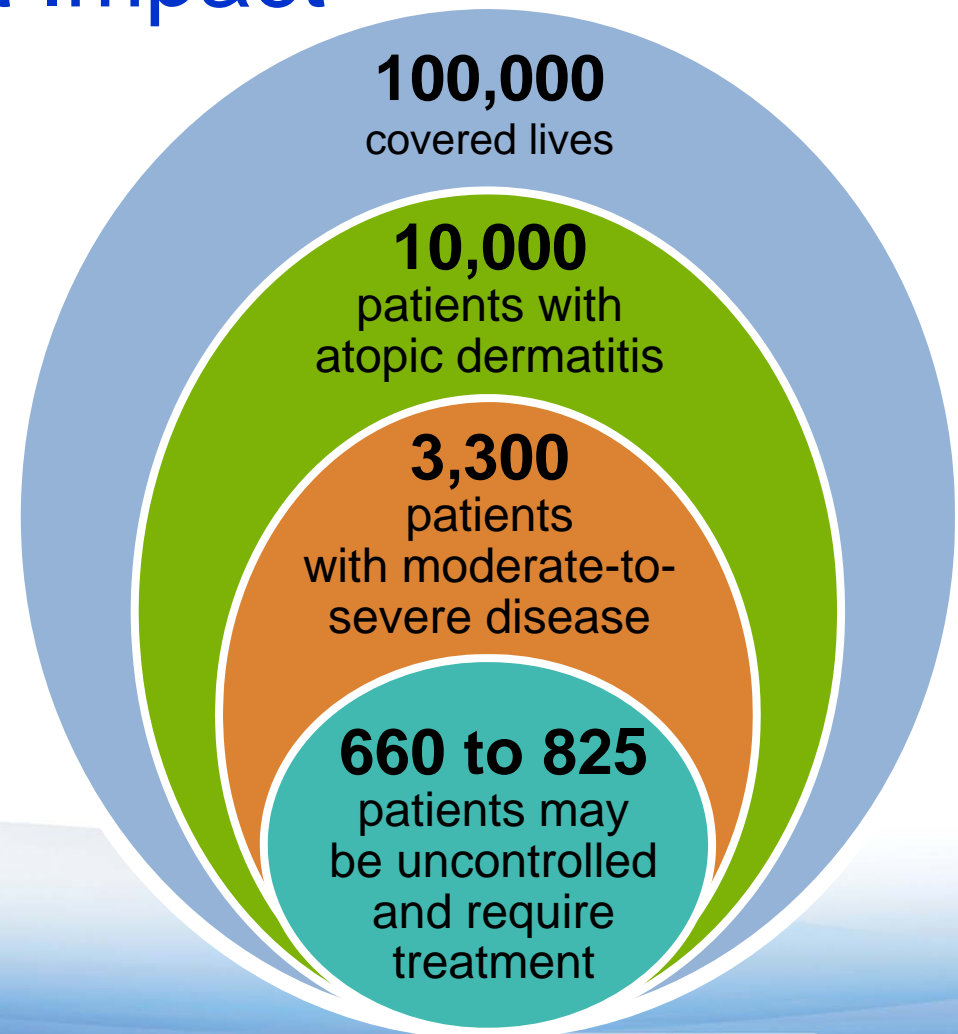 Impact
100,000
covered lives
10,000
patients with
atopic dermatitis
3,300
patients
with moderate-to-
severe disease
660 to 825
patients may
be uncontrolled
and require
treatment